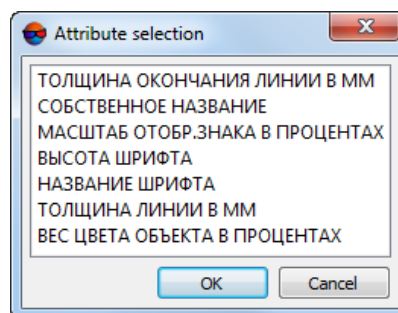 Attribute selection
ТОЛЩИНА ОКОНЧАНИЯ ЛИНИИ В ММ
СОБСТВЕННОЕ НАЗВАНИЕ
МАСШТАБ ОТОБР.ЗНАКА В ПРОЦЕНТАХ
ВЫСОТА ШРИФТА
НАЗВАНИЕ ШРИФТА
ТОЛЩИНА ЛИНИИ В ММ
ВЕС ЦВЕТА ОБЪЕКТА В ПРОЦЕНТАХ
OK Cancel